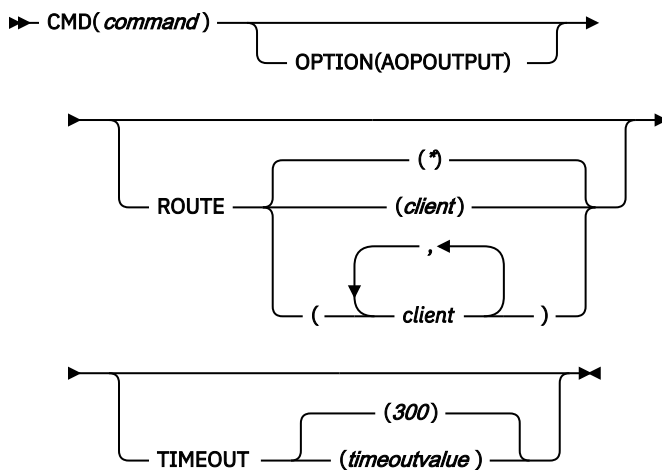 CMD(command)
OPTION(AOPOUTPUT)
(*)
ROUTE (client)
,
( client )
(300)
TIMEOUT (timeoutvalue)